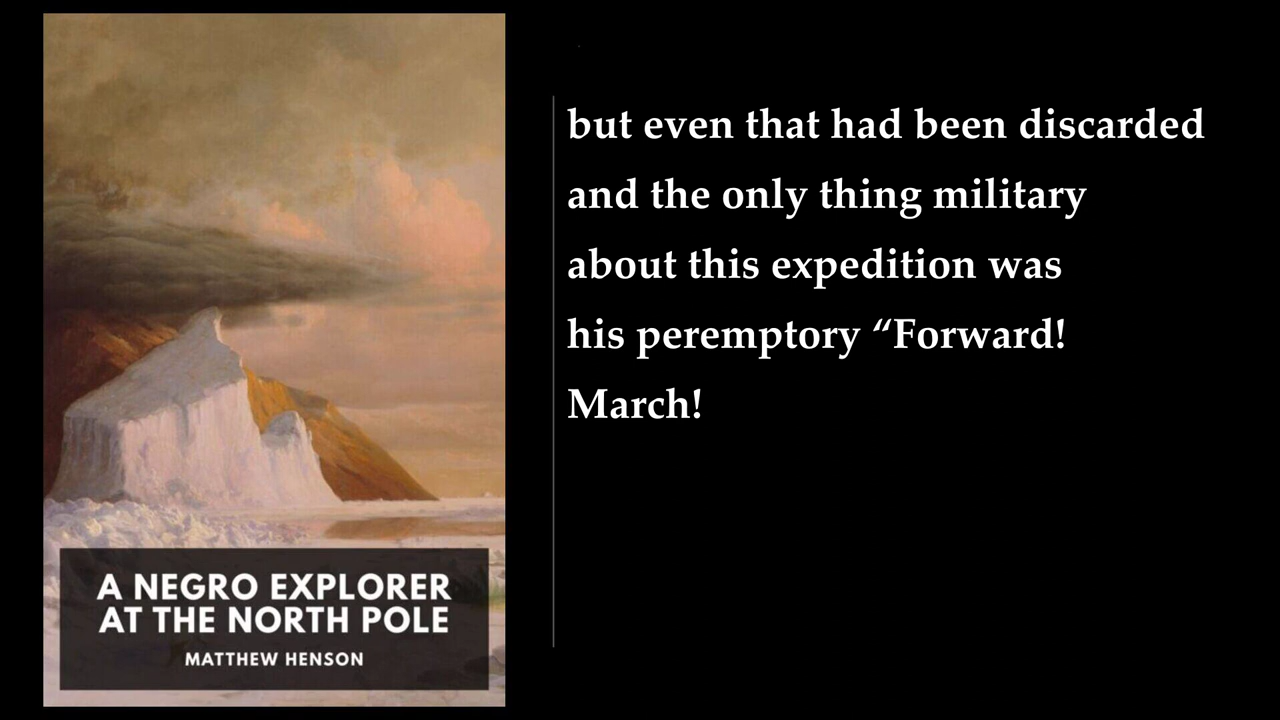 but even that had been discarded
and the only thing military
about this expedition was
his peremptory “Forward!
March!
A NEGRO EXPLORER
AT THE NORTH POLE
MATTHEW HENSON